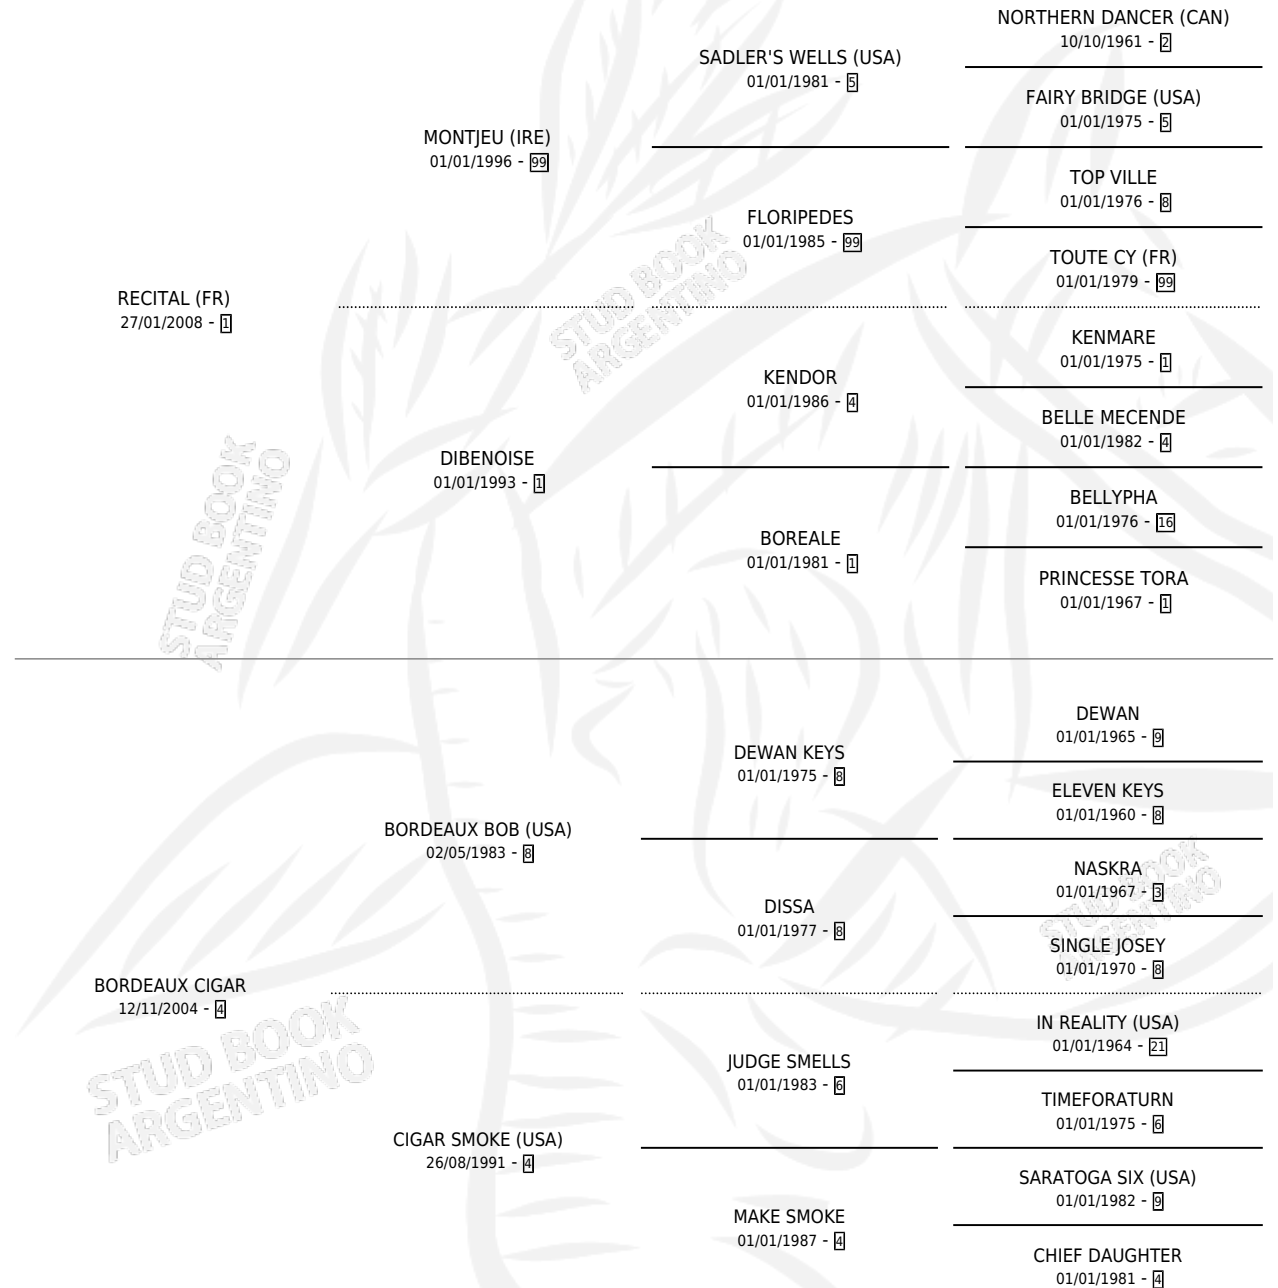 NORTHERN DANCER (CAN)
10/10/1961 - 2
SADLER'S WELLS (USA)
01/01/1981 - 5
FAIRY BRIDGE (USA)
01/01/1975 - 5
MONTJEU (IRE)
01/01/1996 - 99
TOP VILLE
01/01/1976 - 8
FLORIPEDES
01/01/1985 - 99
TOUTE CY (FR)
01/01/1979 - 99
RECITAL (FR)
27/01/2008 - 1
KENMARE
01/01/1975 - 1
KENDOR
01/01/1986 - 4
BELLE MECENDE
01/01/1982 - 4
DIBENOISE
01/01/1993 - 1
BELLYPHA
01/01/1976 - 16
BOREALE
01/01/1981 - 1
PRINCESSE TORA
01/01/1967 - 1
DEWAN
01/01/1965 - 9
DEWAN KEYS
01/01/1975 - 8
ELEVEN KEYS
01/01/1960 - 8
BORDEAUX BOB (USA)
02/05/1983 - 8
NASKRA
01/01/1967 - 3
DISSA
01/01/1977 - 8
SINGLE JOSEY
01/01/1970 - 8
BORDEAUX CIGAR
12/11/2004 - 4
IN REALITY (USA)
01/01/1964 - 21
JUDGE SMELLS
01/01/1983 - 6
TIMEFORATURN
01/01/1975 - 6
CIGAR SMOKE (USA)
26/08/1991 - 4
SARATOGA SIX (USA)
01/01/1982 - 9
MAKE SMOKE
01/01/1987 - 4
CHIEF DAUGHTER
01/01/1981 - 4
STUD BOOK
ARGENTINO
STUD BOOK
ARGENTINO
STUD BOOK
ARGENTINO
STUD BOOK
ARGENTINO